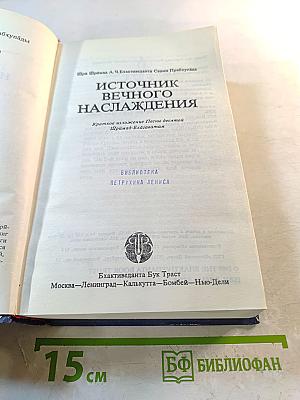 Шри Шримад А.Ч.Бхактиведанта Свами Прабхупада
ИСТОЧНИК
ВЕЧНОГО
НАСЛАЖДЕНИЯ
Краткое изложение Песни десятой
Шримад-Бхагаватам
БИБЛИОТЕКА
ПЕТРУХИНА ДЕНИСА
Бхактиведанта Бук Траст
Москва—Ленинград—Калькутта—Бомбей—Нью-Дели
15 см
БФ БИБЛИОФАН